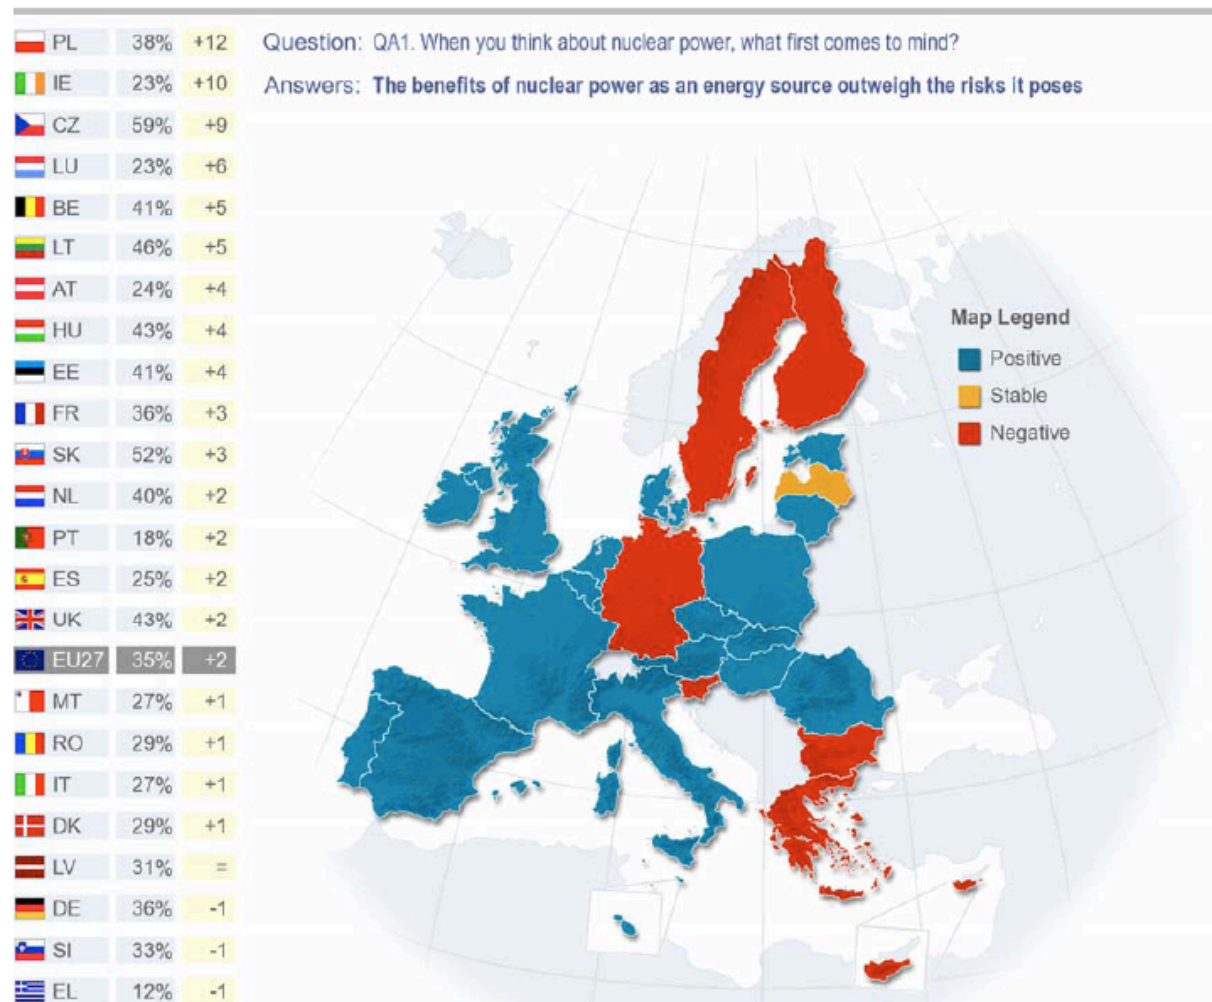 PL 38% +12
Question: QA1. When you think about nuclear power, what first comes to mind?
IE 23% +10
Answers: The benefits of nuclear power as an energy source outweigh the risks it poses
CZ 59% +9
LU 23% +6
BE 41% +5
LT 46% +5
AT 24% +4
HU 43% +4
EE 41% +4
FR 36% +3
SK 52% +3
NL 40% +2
PT 18% +2
ES 25% +2
UK 43% +2
EU27 35% +2
MT 27% +1
RO 29% +1
IT 27% +1
DK 29% +1
LV 31% =
DE 36% -1
SI 33% -1
EL 12% -1
Map Legend
Positive
Stable
Negative